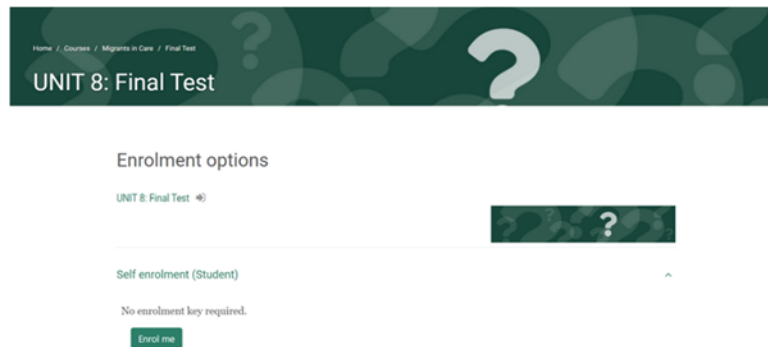 Home / Courses / Migrants in Care / Final Test
UNIT 8: Final Test
Enrolment options
UNIT 8: Final Test
Self enrolment (Student)
No enrolment key required.
Enrol me